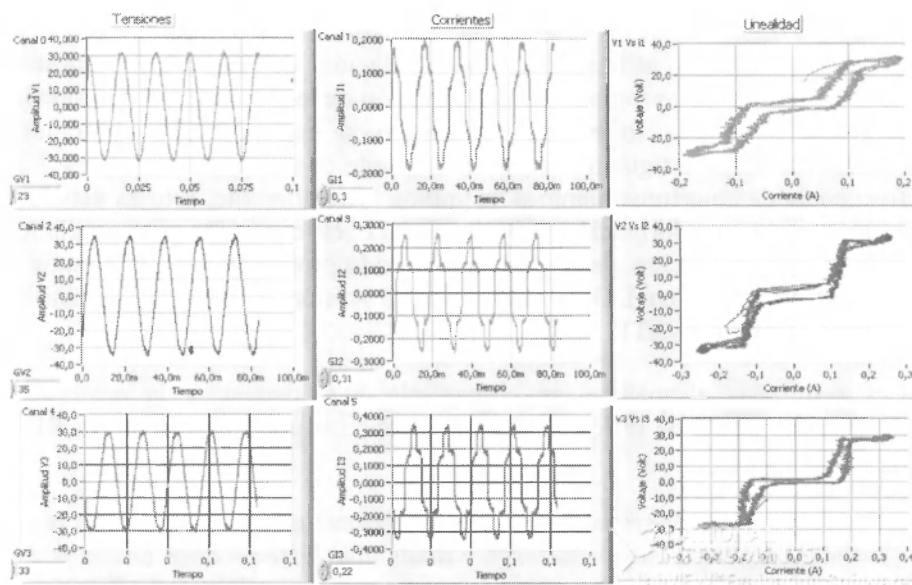 Tensiones
Corrientes
Linealidad
Canal 0
40,000
30,000
20,000
10,000
0,000
-10,000
-20,000
-30,000
-40,000
Amplitud V1
0 0,025 0,05 0,075 0,1
Tiempo
GV1
23
Canal 1
0,2000
0,1000
0,0000
-0,1000
-0,2000
Amplitud I1
0,0 20,0m 40,0m 60,0m 80,0m 100,0m
Tiempo
GI1
0,3
V1 Vs I1
40,0
20,0
0,0
-20,0
-40,0
Voltaje (Volt)
-0,2 -0,1 0,0 0,1 0,2
Corriente (A)
Canal 2
40,0
30,0
20,0
10,0
0,0
-10,0
-20,0
-30,0
-40,0
Amplitud V2
0,0 20,0m 40,0m 60,0m 80,0m 100,0m
Tiempo
GV2
35
Canal 3
0,3000
0,2000
0,1000
0,0000
-0,1000
-0,2000
-0,3000
Amplitud I2
0,0 20,0m 40,0m 60,0m 80,0m 100,0m
Tiempo
GI2
0,31
V2 Vs I2
40,0
30,0
20,0
10,0
0,0
-10,0
-20,0
-30,0
-40,0
Voltaje (Volt)
-0,3 -0,2 -0,1 0,0 0,1 0,2 0,3
Corriente (A)
Canal 4
40,0
30,0
20,0
10,0
0,0
-10,0
-20,0
-30,0
-40,0
Amplitud V3
0,0 0,0 0,0 0,1 0,1 0,1
Tiempo
GV3
33
Canal 5
0,4000
0,3000
0,2000
0,1000
0,0000
-0,1000
-0,2000
-0,3000
-0,4000
Amplitud I3
0,0 0,0 0,0 0,1 0,1 0,1
Tiempo
GI3
0,22
V3 Vs I3
40,0
30,0
20,0
10,0
0,0
-10,0
-20,0
-30,0
-40,0
Voltaje (Volt)
0,0 0,1 0,2 0,3 0,4
Corriente (A)